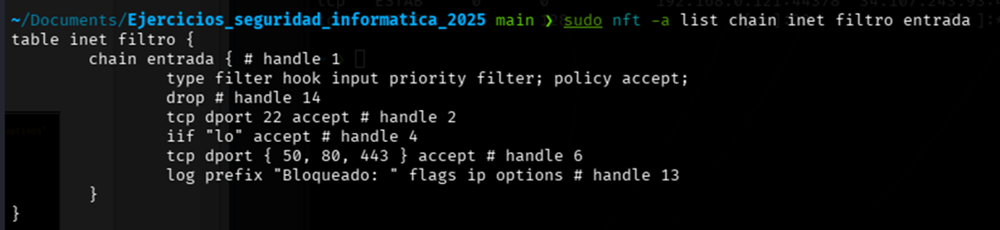 ~/Documents/Ejercicios_seguridad_informatica_2025 main ❯ sudo nft -a list chain inet filtro entrada
table inet filtro {
chain entrada { # handle 1
type filter hook input priority filter; policy accept;
drop # handle 14
tcp dport 22 accept # handle 2
iif "lo" accept # handle 4
tcp dport { 50, 80, 443 } accept # handle 6
log prefix "Bloqueado: " flags ip options # handle 13
}
}